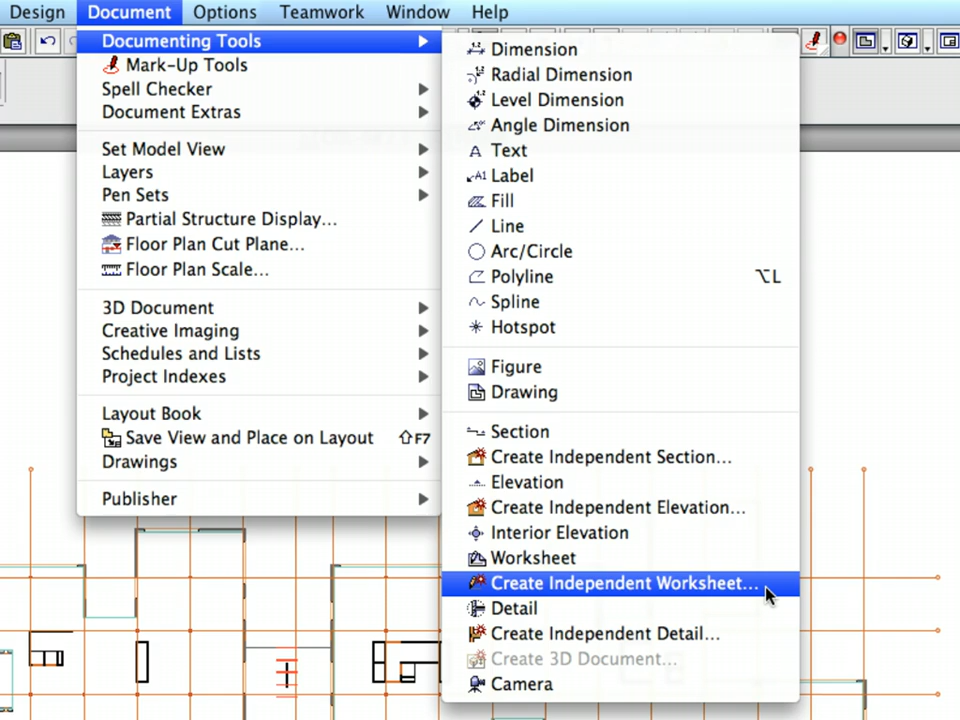 Design Document Options Teamwork Window Help
Documenting Tools
Mark-Up Tools
Spell Checker
Document Extras
Set Model View
Layers
Pen Sets
Partial Structure Display...
Floor Plan Cut Plane...
Floor Plan Scale...
3D Document
Creative Imaging
Schedules and Lists
Project Indexes
Layout Book
Save View and Place on Layout ⇧F7
Drawings
Publisher
Dimension
Radial Dimension
Level Dimension
Angle Dimension
Text
Label
Fill
Line
Arc/Circle
Polyline ⌥L
Spline
Hotspot
Figure
Drawing
Section
Create Independent Section...
Elevation
Create Independent Elevation...
Interior Elevation
Worksheet
Create Independent Worksheet...
Detail
Create Independent Detail...
Create 3D Document...
Camera